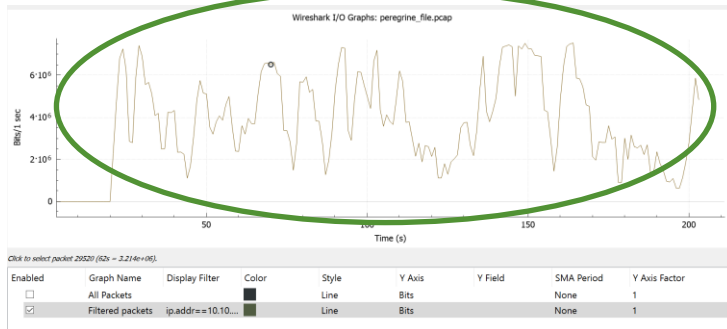 Wireshark I/O Graphs: peregrine_file.pcap
Bits/1 sec
6·10⁶
4·10⁶
2·10⁶
0
50
150
200
Time (s)
Click to select packet 29520 (62s = 3.214e+06).
Enabled Graph Name Display Filter Color Style Y Axis Y Field SMA Period Y Axis Factor
All Packets Line Bits None 1
Filtered packets ip.addr==10.10.... Line Bits None 1